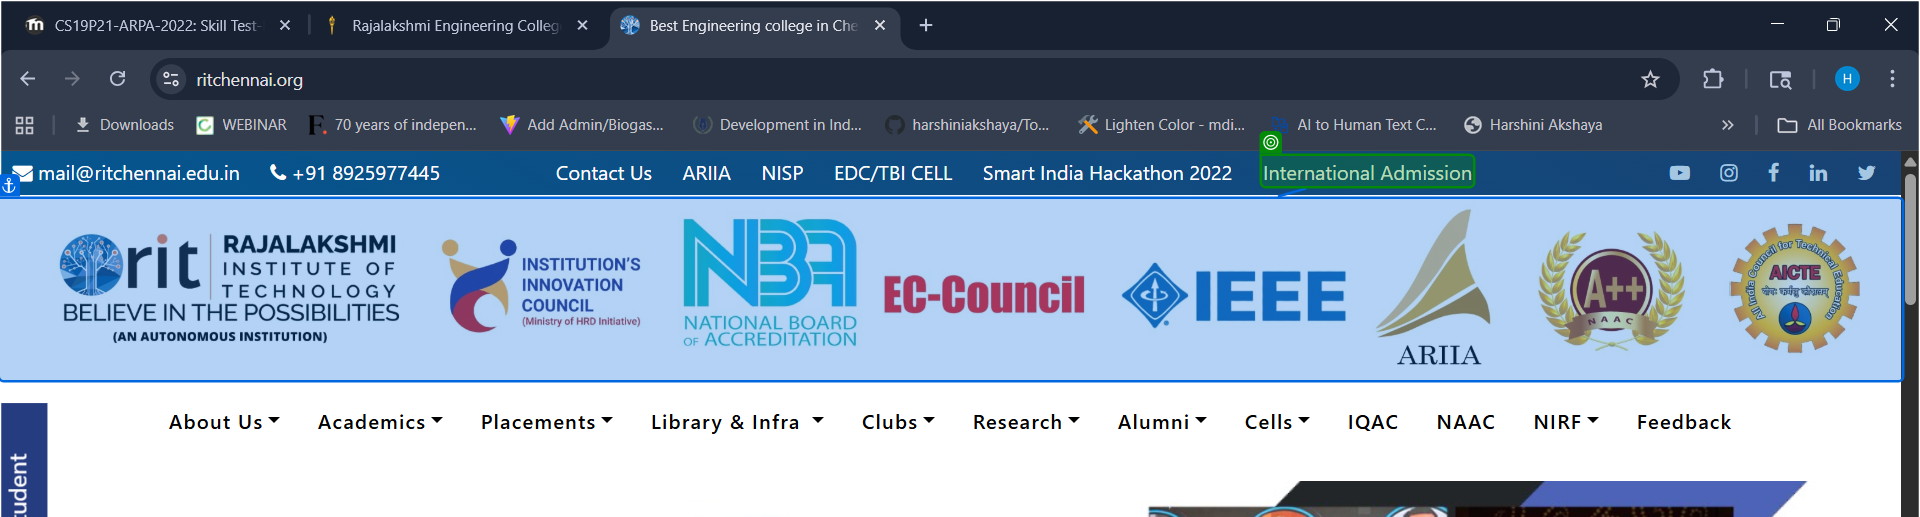 CS19P21-ARPA-2022: Skill Test-
Rajalakshmi Engineering Colleg
Best Engineering college in Che
ritchennai.org
H
Downloads
WEBINAR
F.
70 years of indepen...
Add Admin/Biogas...
Development in Ind...
harshiniakshaya/To...
Lighten Color - mdi...
AI to Human Text C...
Harshini Akshaya
All Bookmarks
mail@ritchennai.edu.in
+91 8925977445
Contact Us
ARIIA
NISP
EDC/TBI CELL
Smart India Hackathon 2022
International Admission
rit
RAJALAKSHMI
INSTITUTE OF
TECHNOLOGY
BELIEVE IN THE POSSIBILITIES
(AN AUTONOMOUS INSTITUTION)
INSTITUTION'S
INNOVATION
COUNCIL
(Ministry of HRD Initiative)
NBA
NATIONAL BOARD
OF ACCREDITATION
EC-Council
IEEE
ARIIA
A++
NAAC
All India Council for Technical Education
AICTE
About Us
Academics
Placements
Library & Infra
Clubs
Research
Alumni
Cells
IQAC
NAAC
NIRF
Feedback
tudent